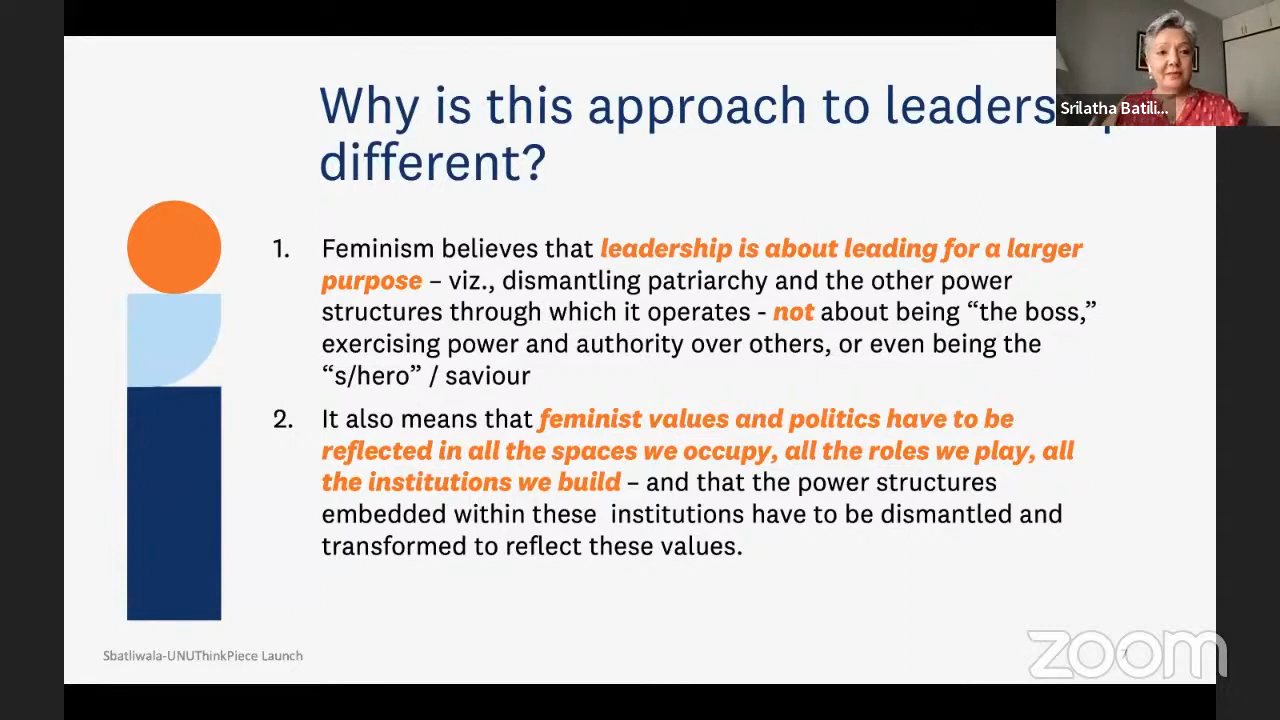 Why is this approach to leaders
different?
Srilatha Batili...
1. Feminism believes that leadership is about leading for a larger
purpose – viz., dismantling patriarchy and the other power
structures through which it operates - not about being “the boss,”
exercising power and authority over others, or even being the
“s/hero” / saviour
2. It also means that feminist values and politics have to be
reflected in all the spaces we occupy, all the roles we play, all
the institutions we build – and that the power structures
embedded within these institutions have to be dismantled and
transformed to reflect these values.
Sbatliwala-UNUThinkPiece Launch
zoom
7